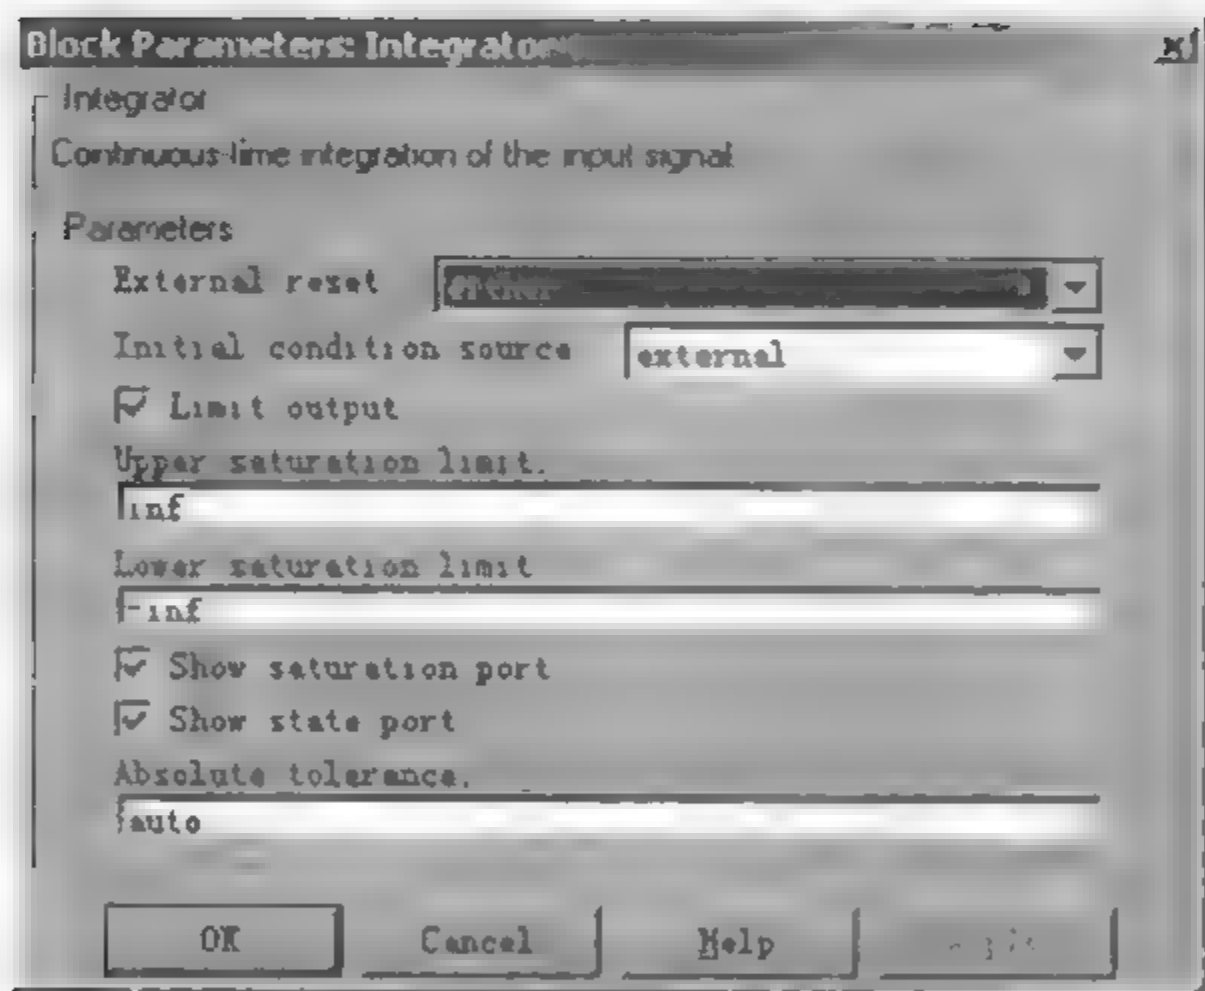 Block Parameters: Integrator
Integrator
Continuous-time integration of the input signal
Parameters
External reset
Initial condition source external
Limit output
Upper saturation limit.
inf
Lower saturation limit
-inf
Show saturation port
Show state port
Absolute tolerance.
auto
OK Cancel Help